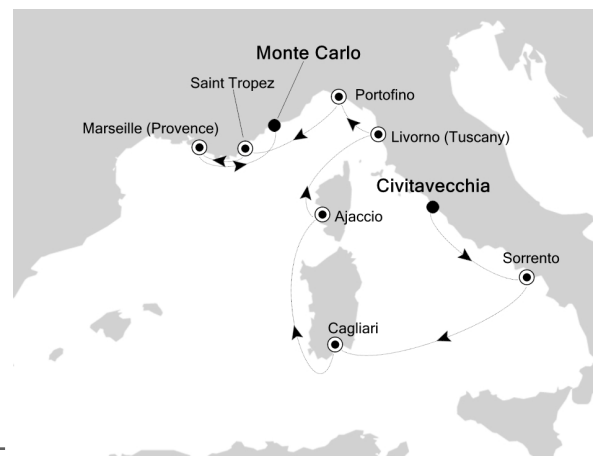 Monte Carlo
Saint Tropez
Portofino
Marseille (Provence)
Livorno (Tuscany)
Civitavecchia
Ajaccio
Sorrento
Cagliari